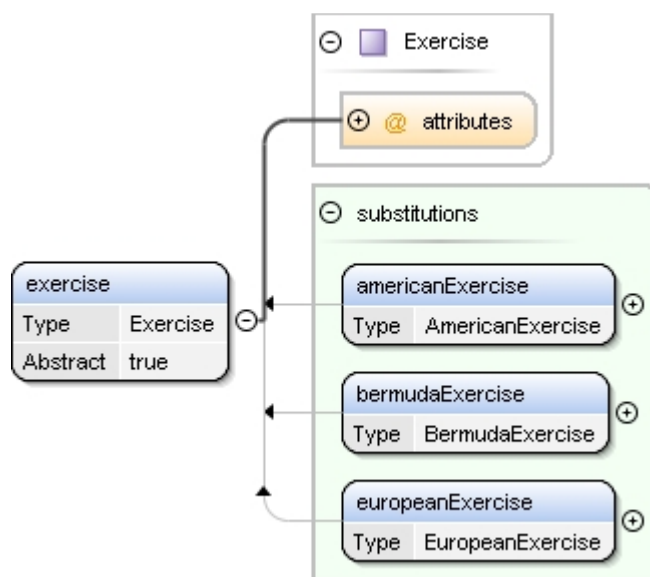 Exercise
@ attributes
substitutions
exercise
Type Exercise
Abstract true
americanExercise
Type AmericanExercise
bermudaExercise
Type BermudaExercise
europeanExercise
Type EuropeanExercise